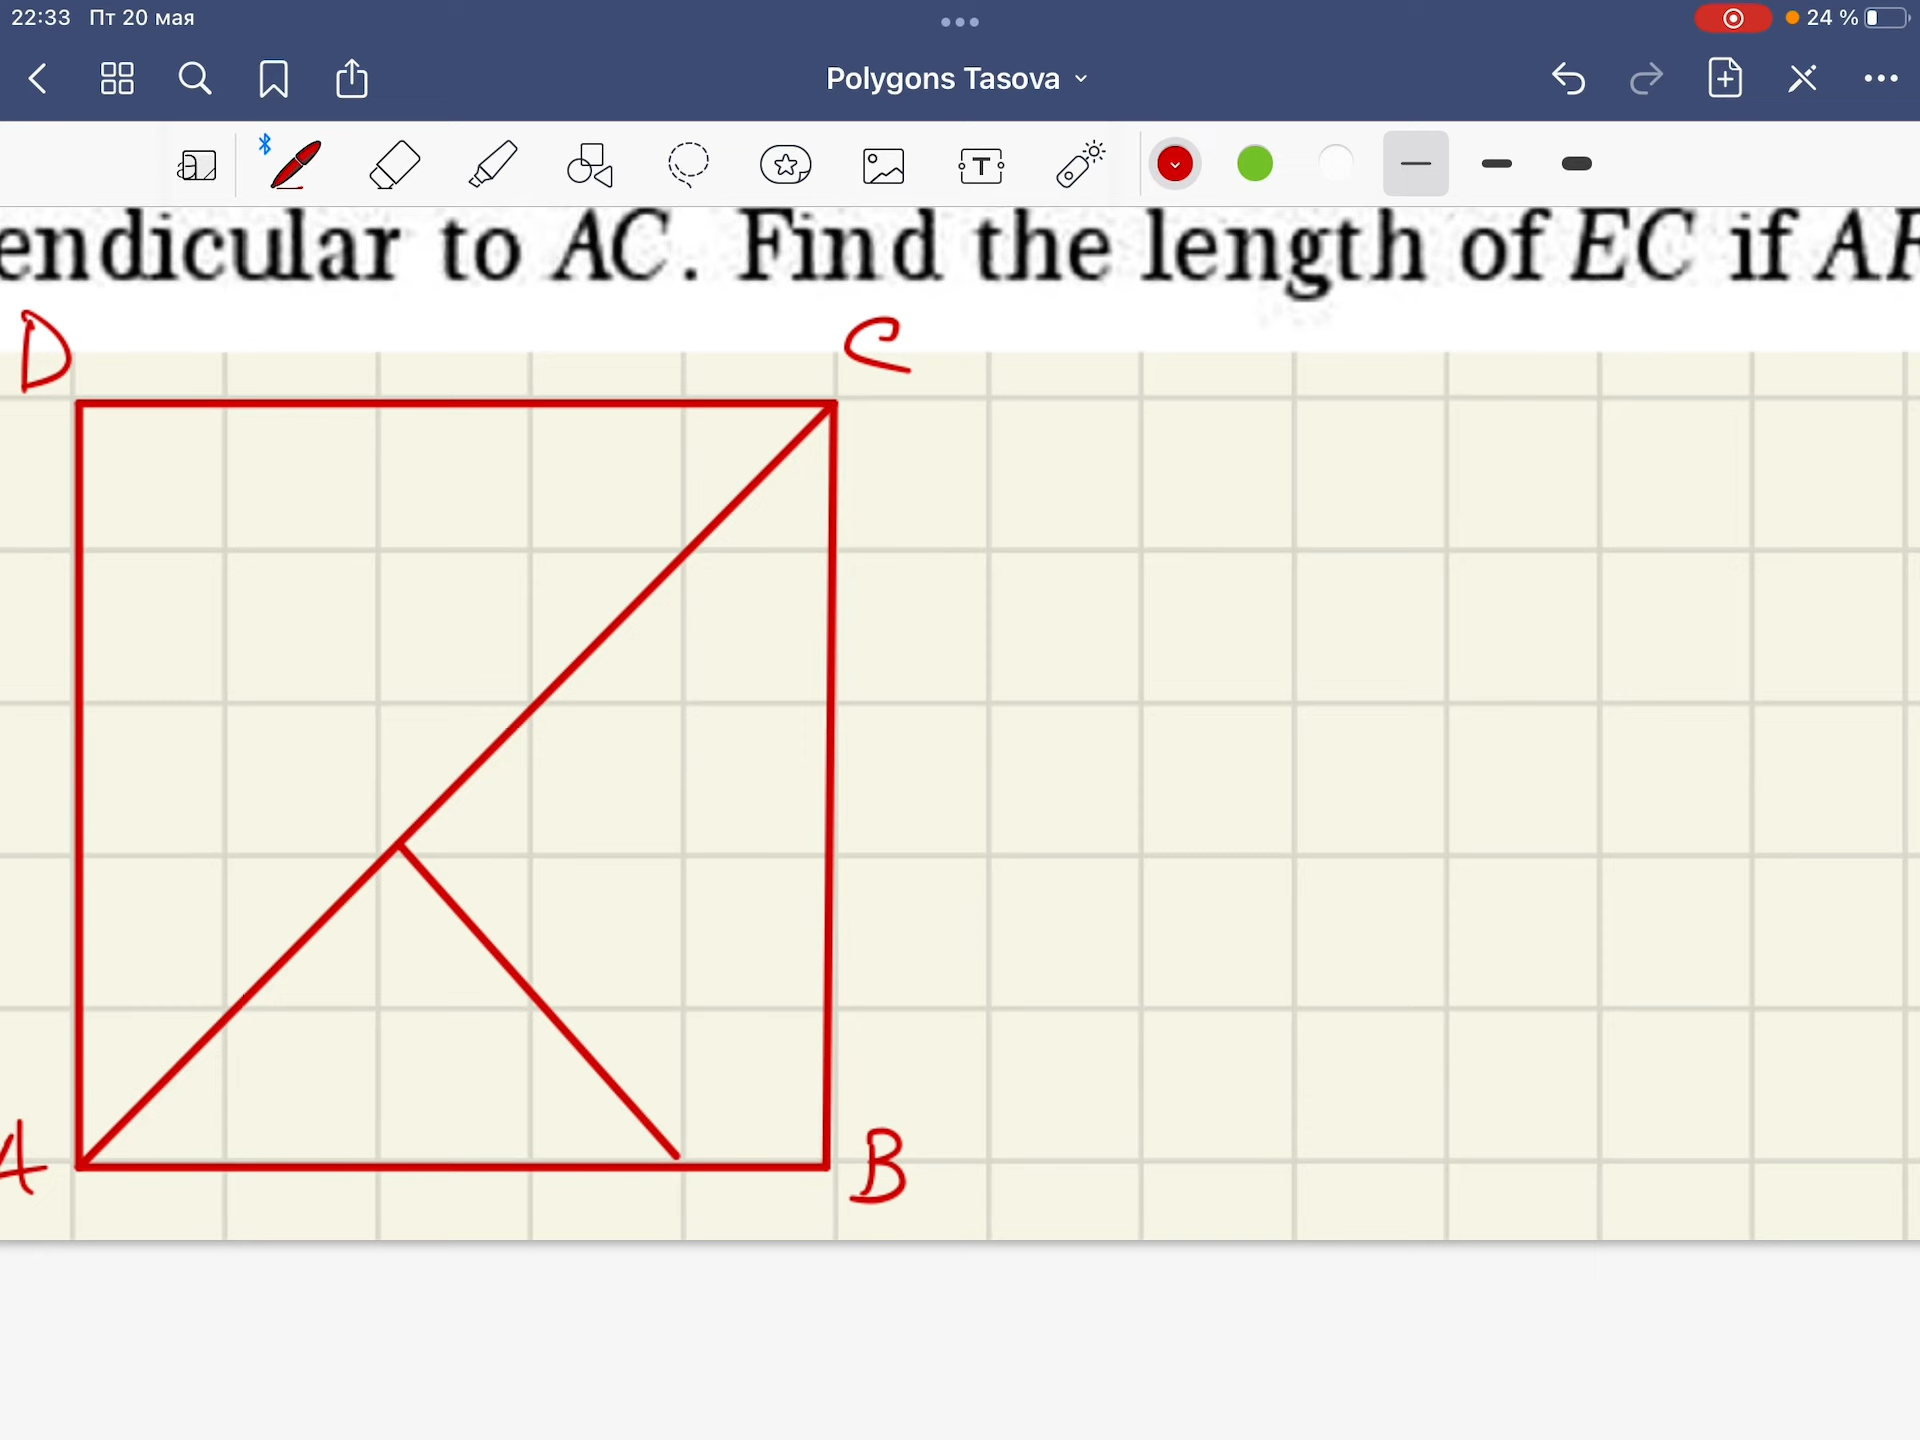 22:33 Пт 20 мая
24 %
Polygons Tasova
endicular to AC. Find the length of EC if
D
C
A
B